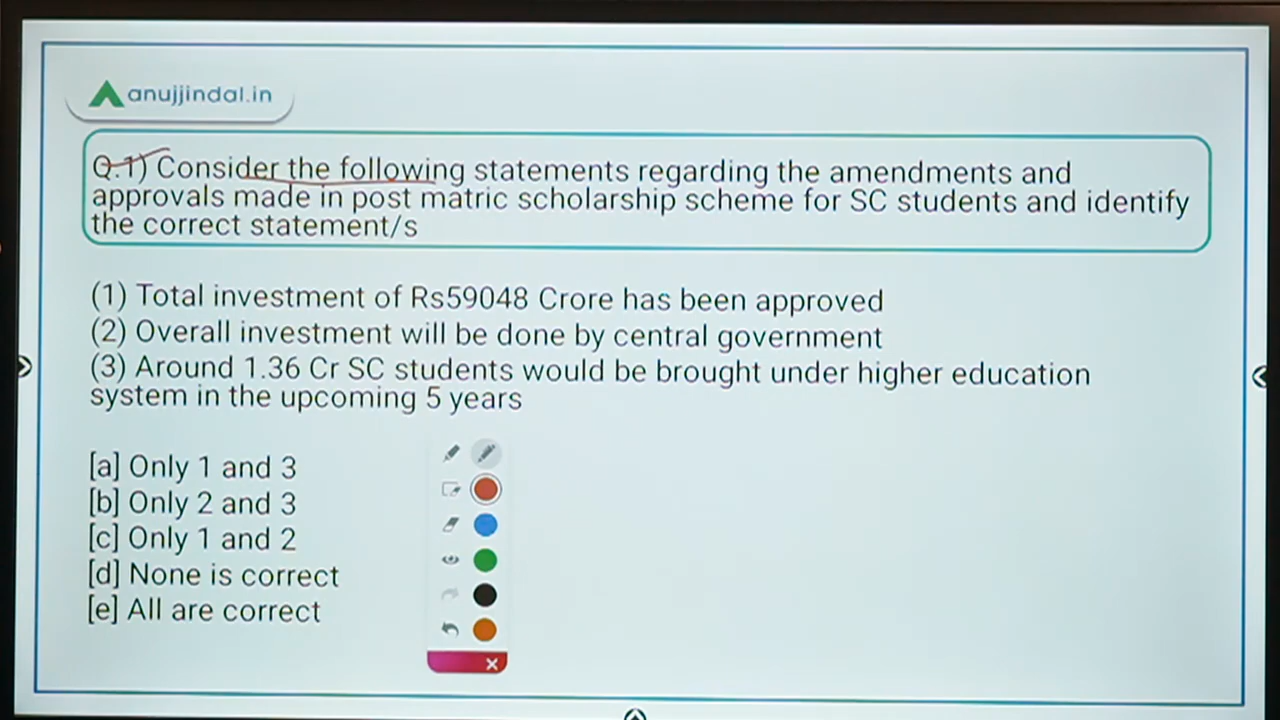 anujjindal.in
Q.1) Consider the following statements regarding the amendments and
approvals made in post matric scholarship scheme for SC students and identify
the correct statement/s
(1) Total investment of Rs59048 Crore has been approved
(2) Overall investment will be done by central government
(3) Around 1.36 Cr SC students would be brought under higher education
system in the upcoming 5 years
[a] Only 1 and 3
[b] Only 2 and 3
[c] Only 1 and 2
[d] None is correct
[e] All are correct